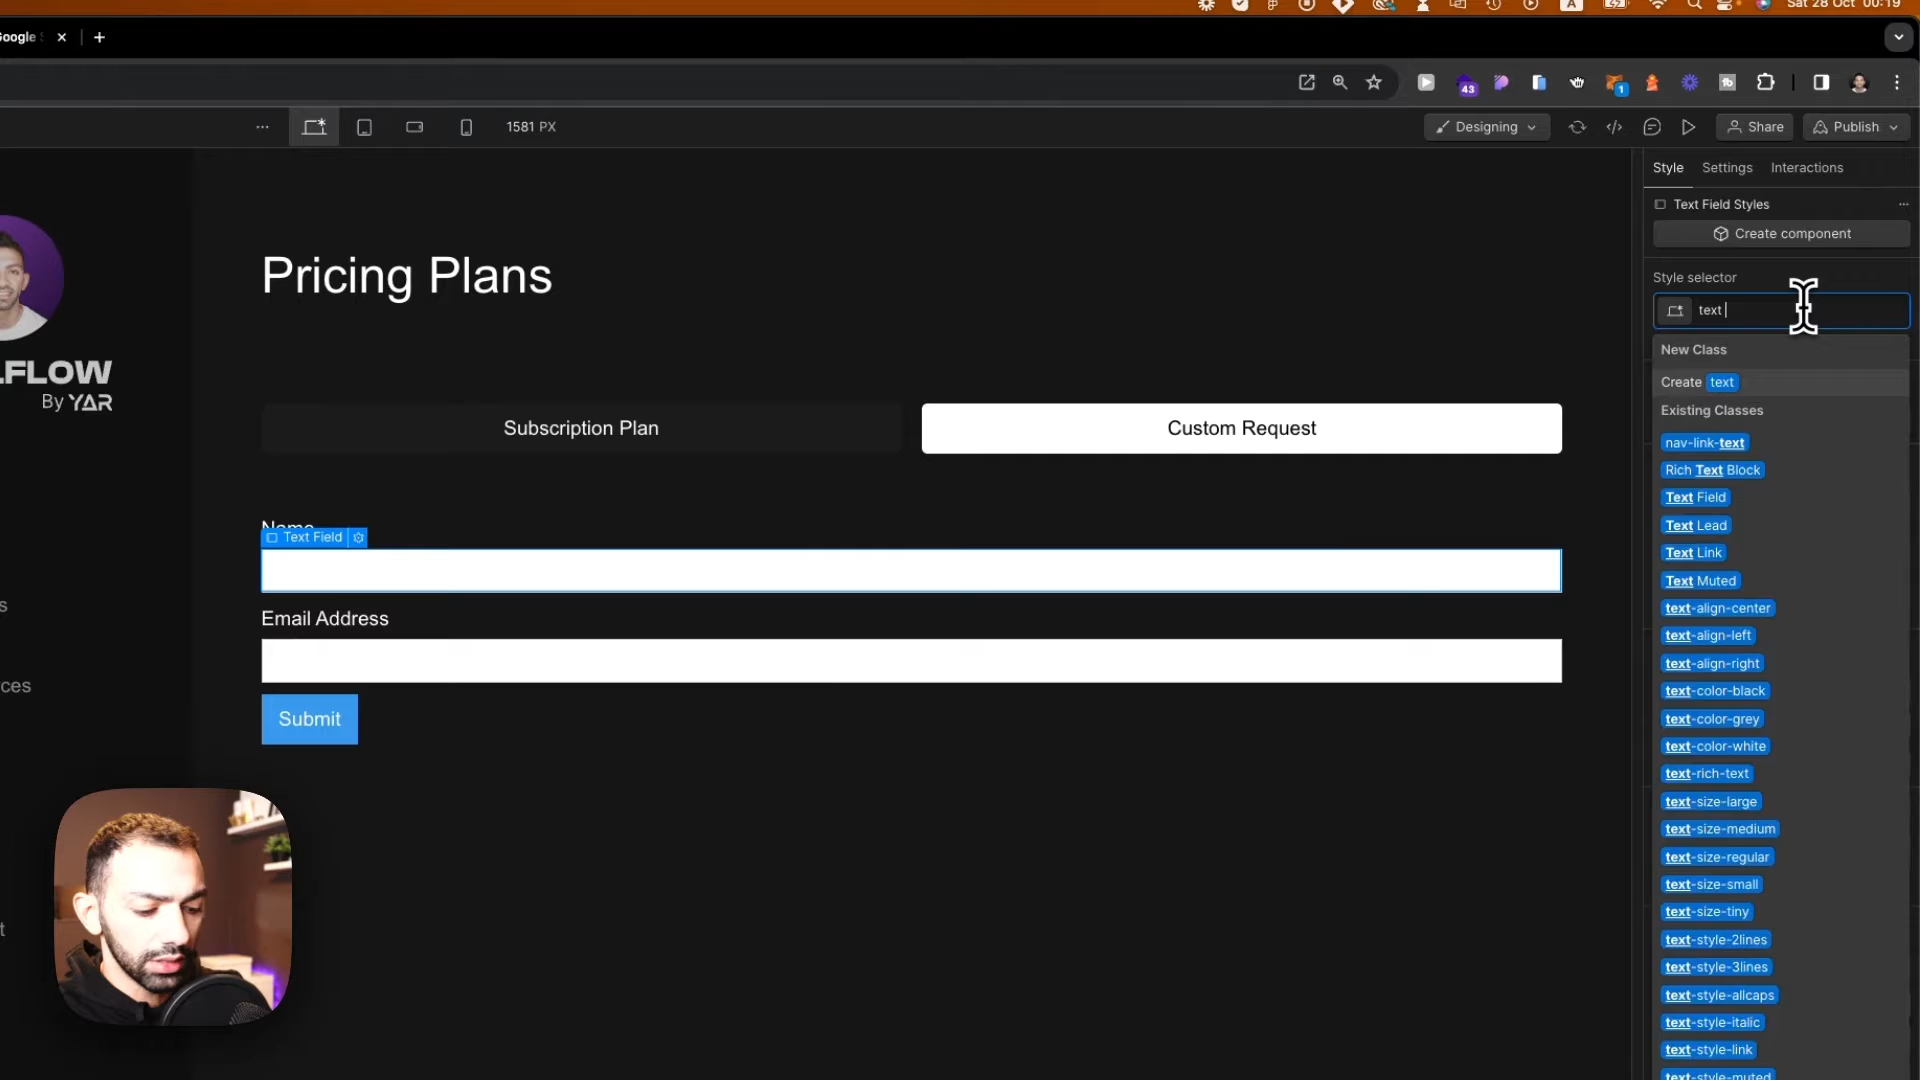 Sat 28 Oct 00:19
Google
43
1
1581 PX
Designing
Share
Publish
Style Settings Interactions
Text Field Styles
Create component
Style selector
text
New Class
Create text
Existing Classes
nav-link-text
Rich Text Block
Text Field
Text Lead
Text Link
Text Muted
text-align-center
text-align-left
text-align-right
text-color-black
text-color-grey
text-color-white
text-rich-text
text-size-large
text-size-medium
text-size-regular
text-size-small
text-size-tiny
text-style-2lines
text-style-3lines
text-style-allcaps
text-style-italic
text-style-link
text-style-muted
LFLOW
By YAR
s
rces
t
Pricing Plans
Subscription Plan
Custom Request
Name
Text Field
Email Address
Submit